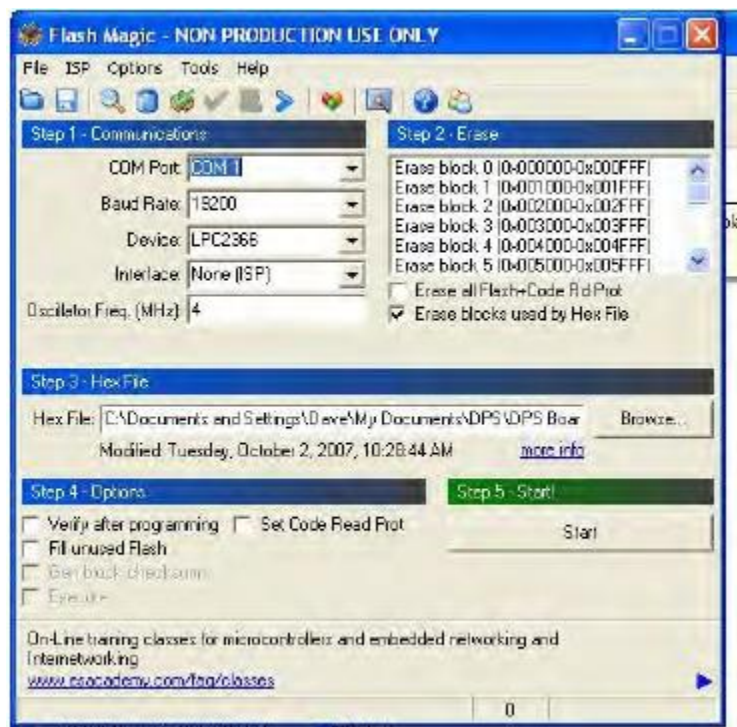 Flash Magic - NON PRODUCTION USE ONLY
File ISP Options Tools Help
Step 1 - Communications
COM Port: COM 1
Baud Rate: 19200
Device: LPC2366
Interface: None (ISP)
Oscillator Freq. (MHz): 4
Step 2 - Erase
Erase block 0 (0x000000-0x000FFF)
Erase block 1 (0x001000-0x001FFF)
Erase block 2 (0x002000-0x002FFF)
Erase block 3 (0x003000-0x003FFF)
Erase block 4 (0x004000-0x004FFF)
Erase block 5 (0x005000-0x005FFF)
Erase all Flash+Code Rd Prot
Erase blocks used by Hex File
Step 3 - Hex File
Hex File: C:\Documents and Settings\Dave\My Documents\DPS\DPS Boar
Browse...
Modified: Tuesday, October 2, 2007, 10:28:44 AM
more info
Step 4 - Options
Verify after programming Set Code Read Prot
Fill unused Flash
Gen block checksums
Execute
Step 5 - Start!
Start
On-Line training classes for microcontrollers and embedded networking and
Internetworking
www.esacademy.com/faq/classes
0